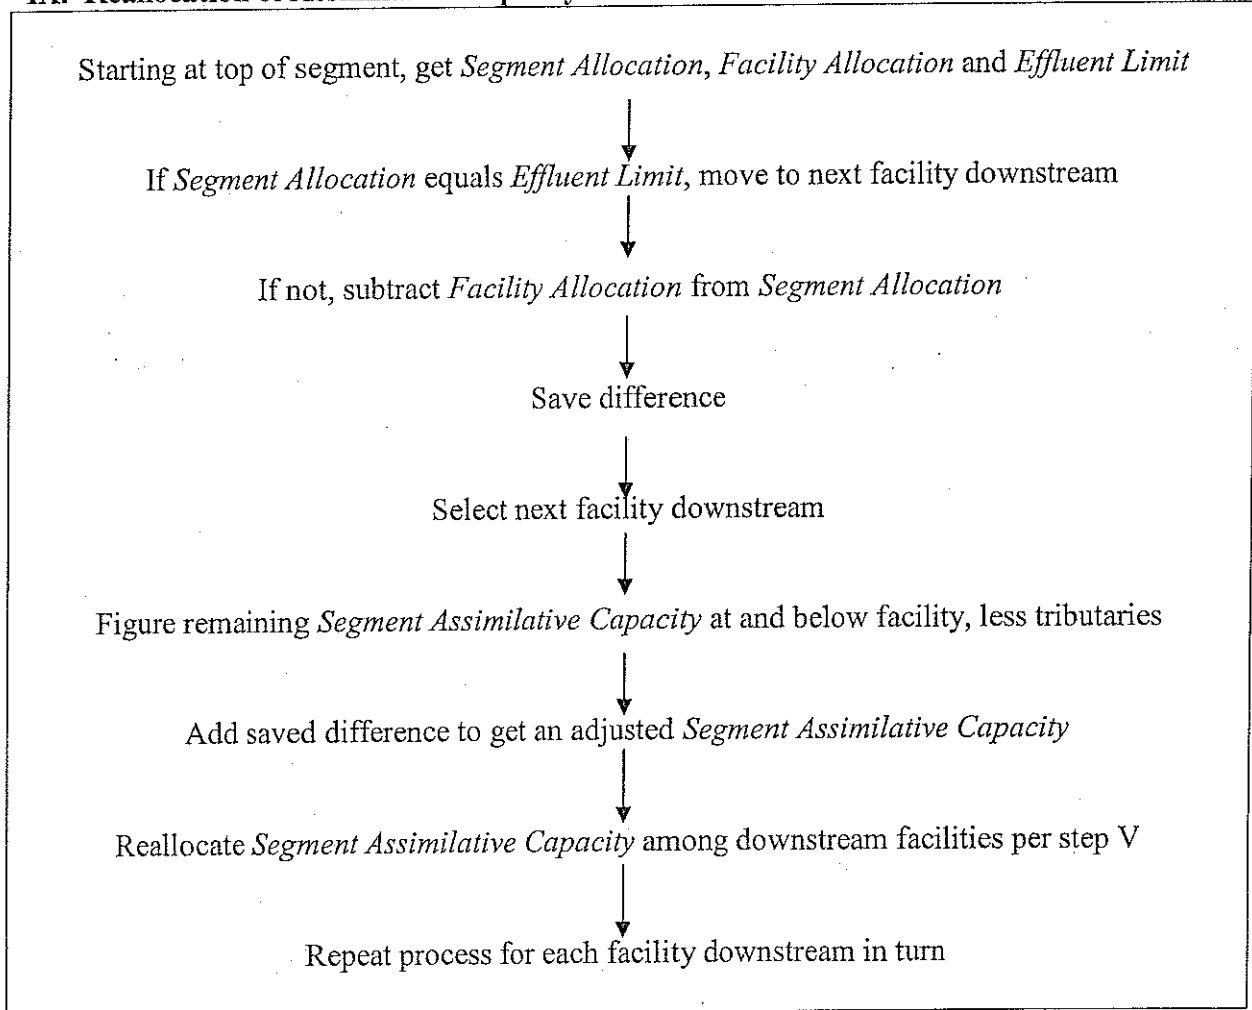 Starting at top of segment, get Segment Allocation, Facility Allocation and Effluent Limit
If Segment Allocation equals Effluent Limit, move to next facility downstream
If not, subtract Facility Allocation from Segment Allocation
Save difference
Select next facility downstream
Figure remaining Segment Assimilative Capacity at and below facility, less tributaries
Add saved difference to get an adjusted Segment Assimilative Capacity
Reallocate Segment Assimilative Capacity among downstream facilities per step V
Repeat process for each facility downstream in turn